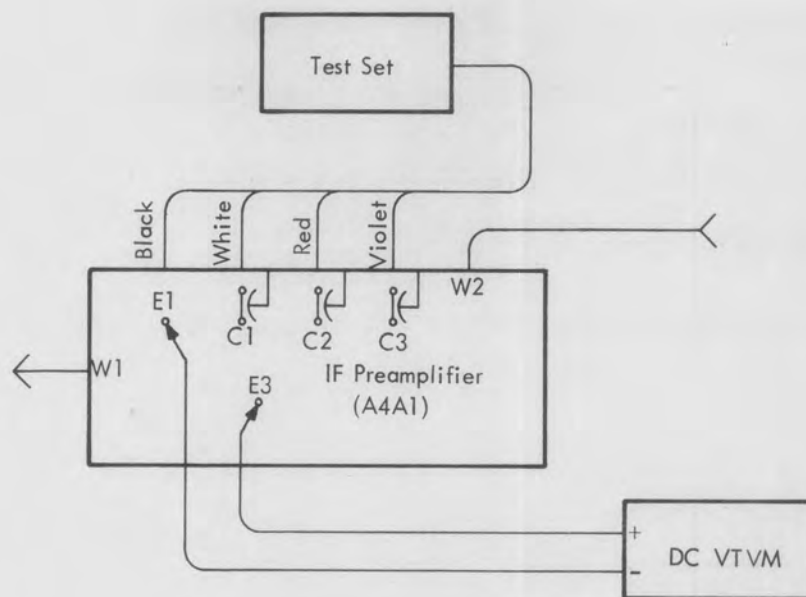 Test Set
Black
White
Red
Violet
E1
C1
C2
C3
W2
W1
E3
IF Preamplifier
(A4A1)
+
-
DC VTVM